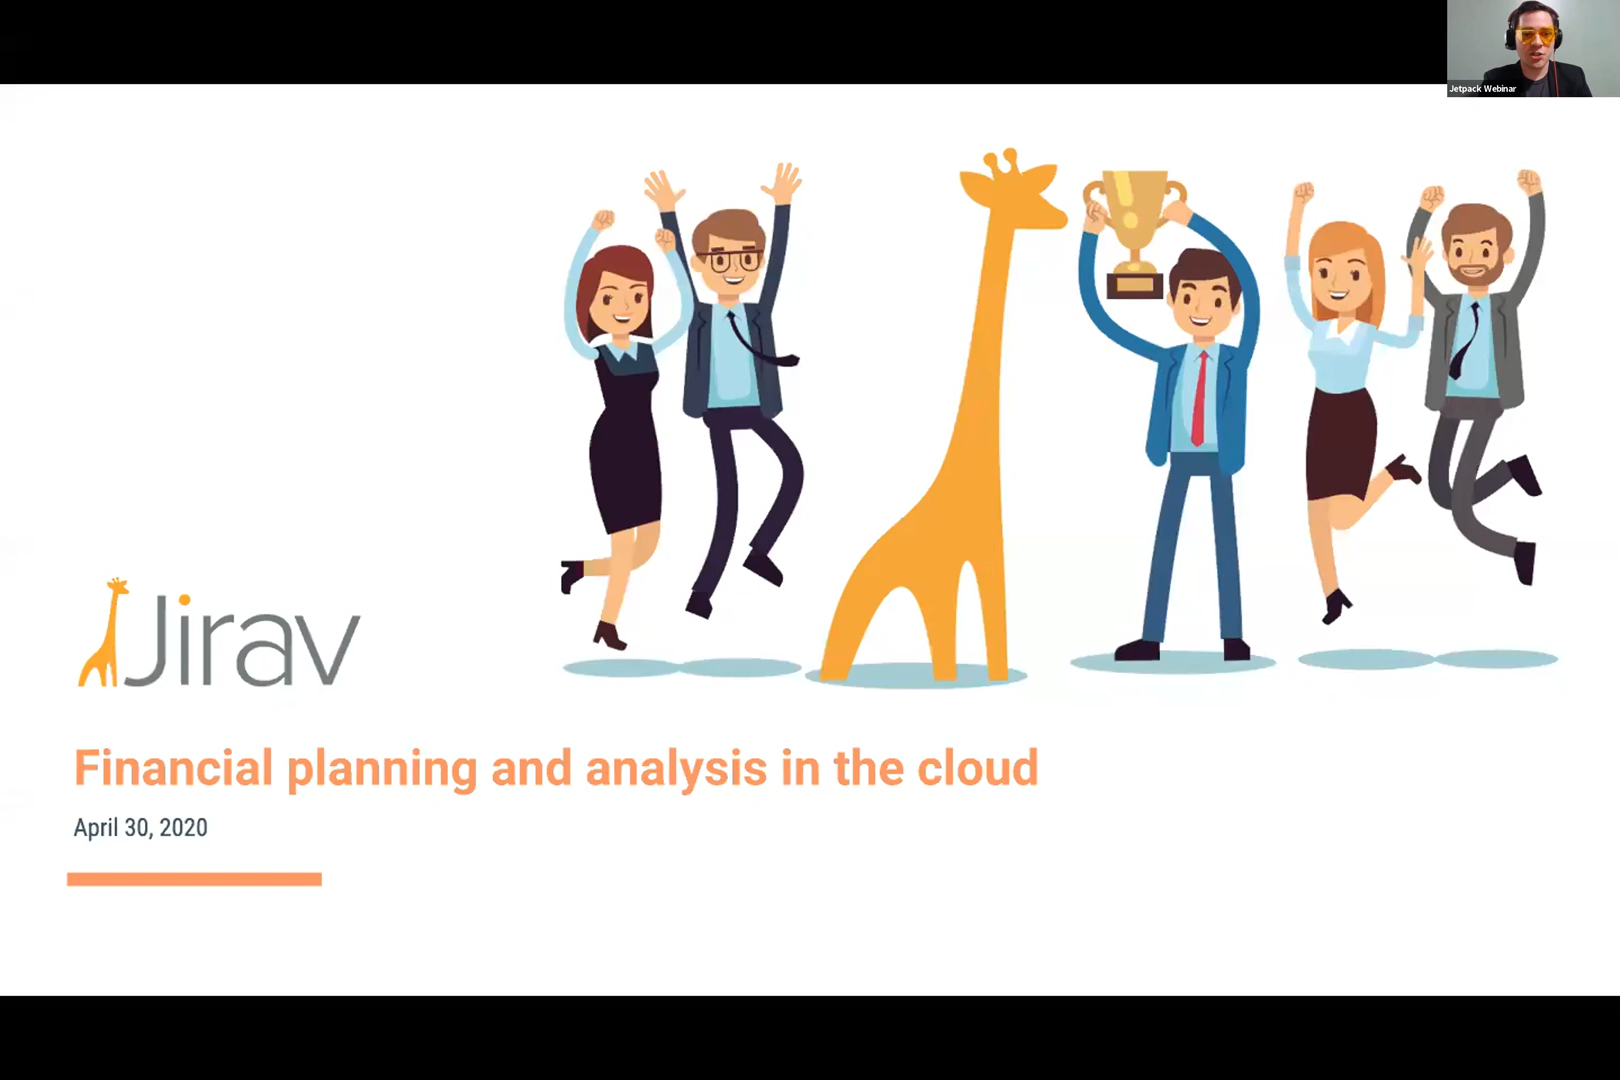 Jetpack Webinar
Jirav
Financial planning and analysis in the cloud
April 30, 2020